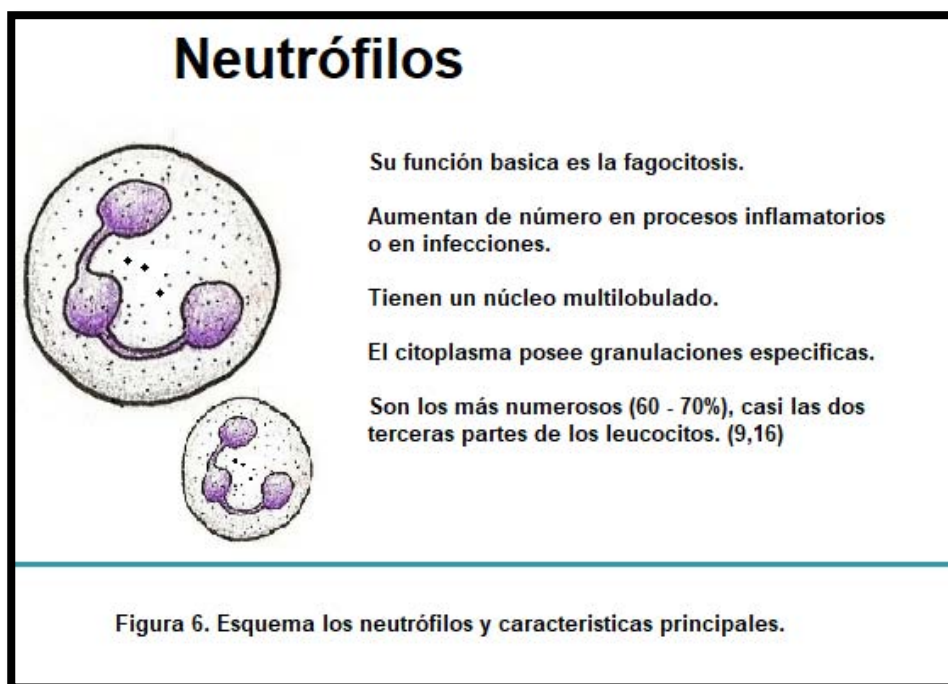 Neutrófilos
Su función basica es la fagocitosis.
Aumentan de número en procesos inflamatorios
o en infecciones.
Tienen un núcleo multilobulado.
El citoplasma posee granulaciones especificas.
Son los más numerosos (60 - 70%), casi las dos
terceras partes de los leucocitos. (9,16)
Figura 6. Esquema los neutrófilos y caracteristicas principales.